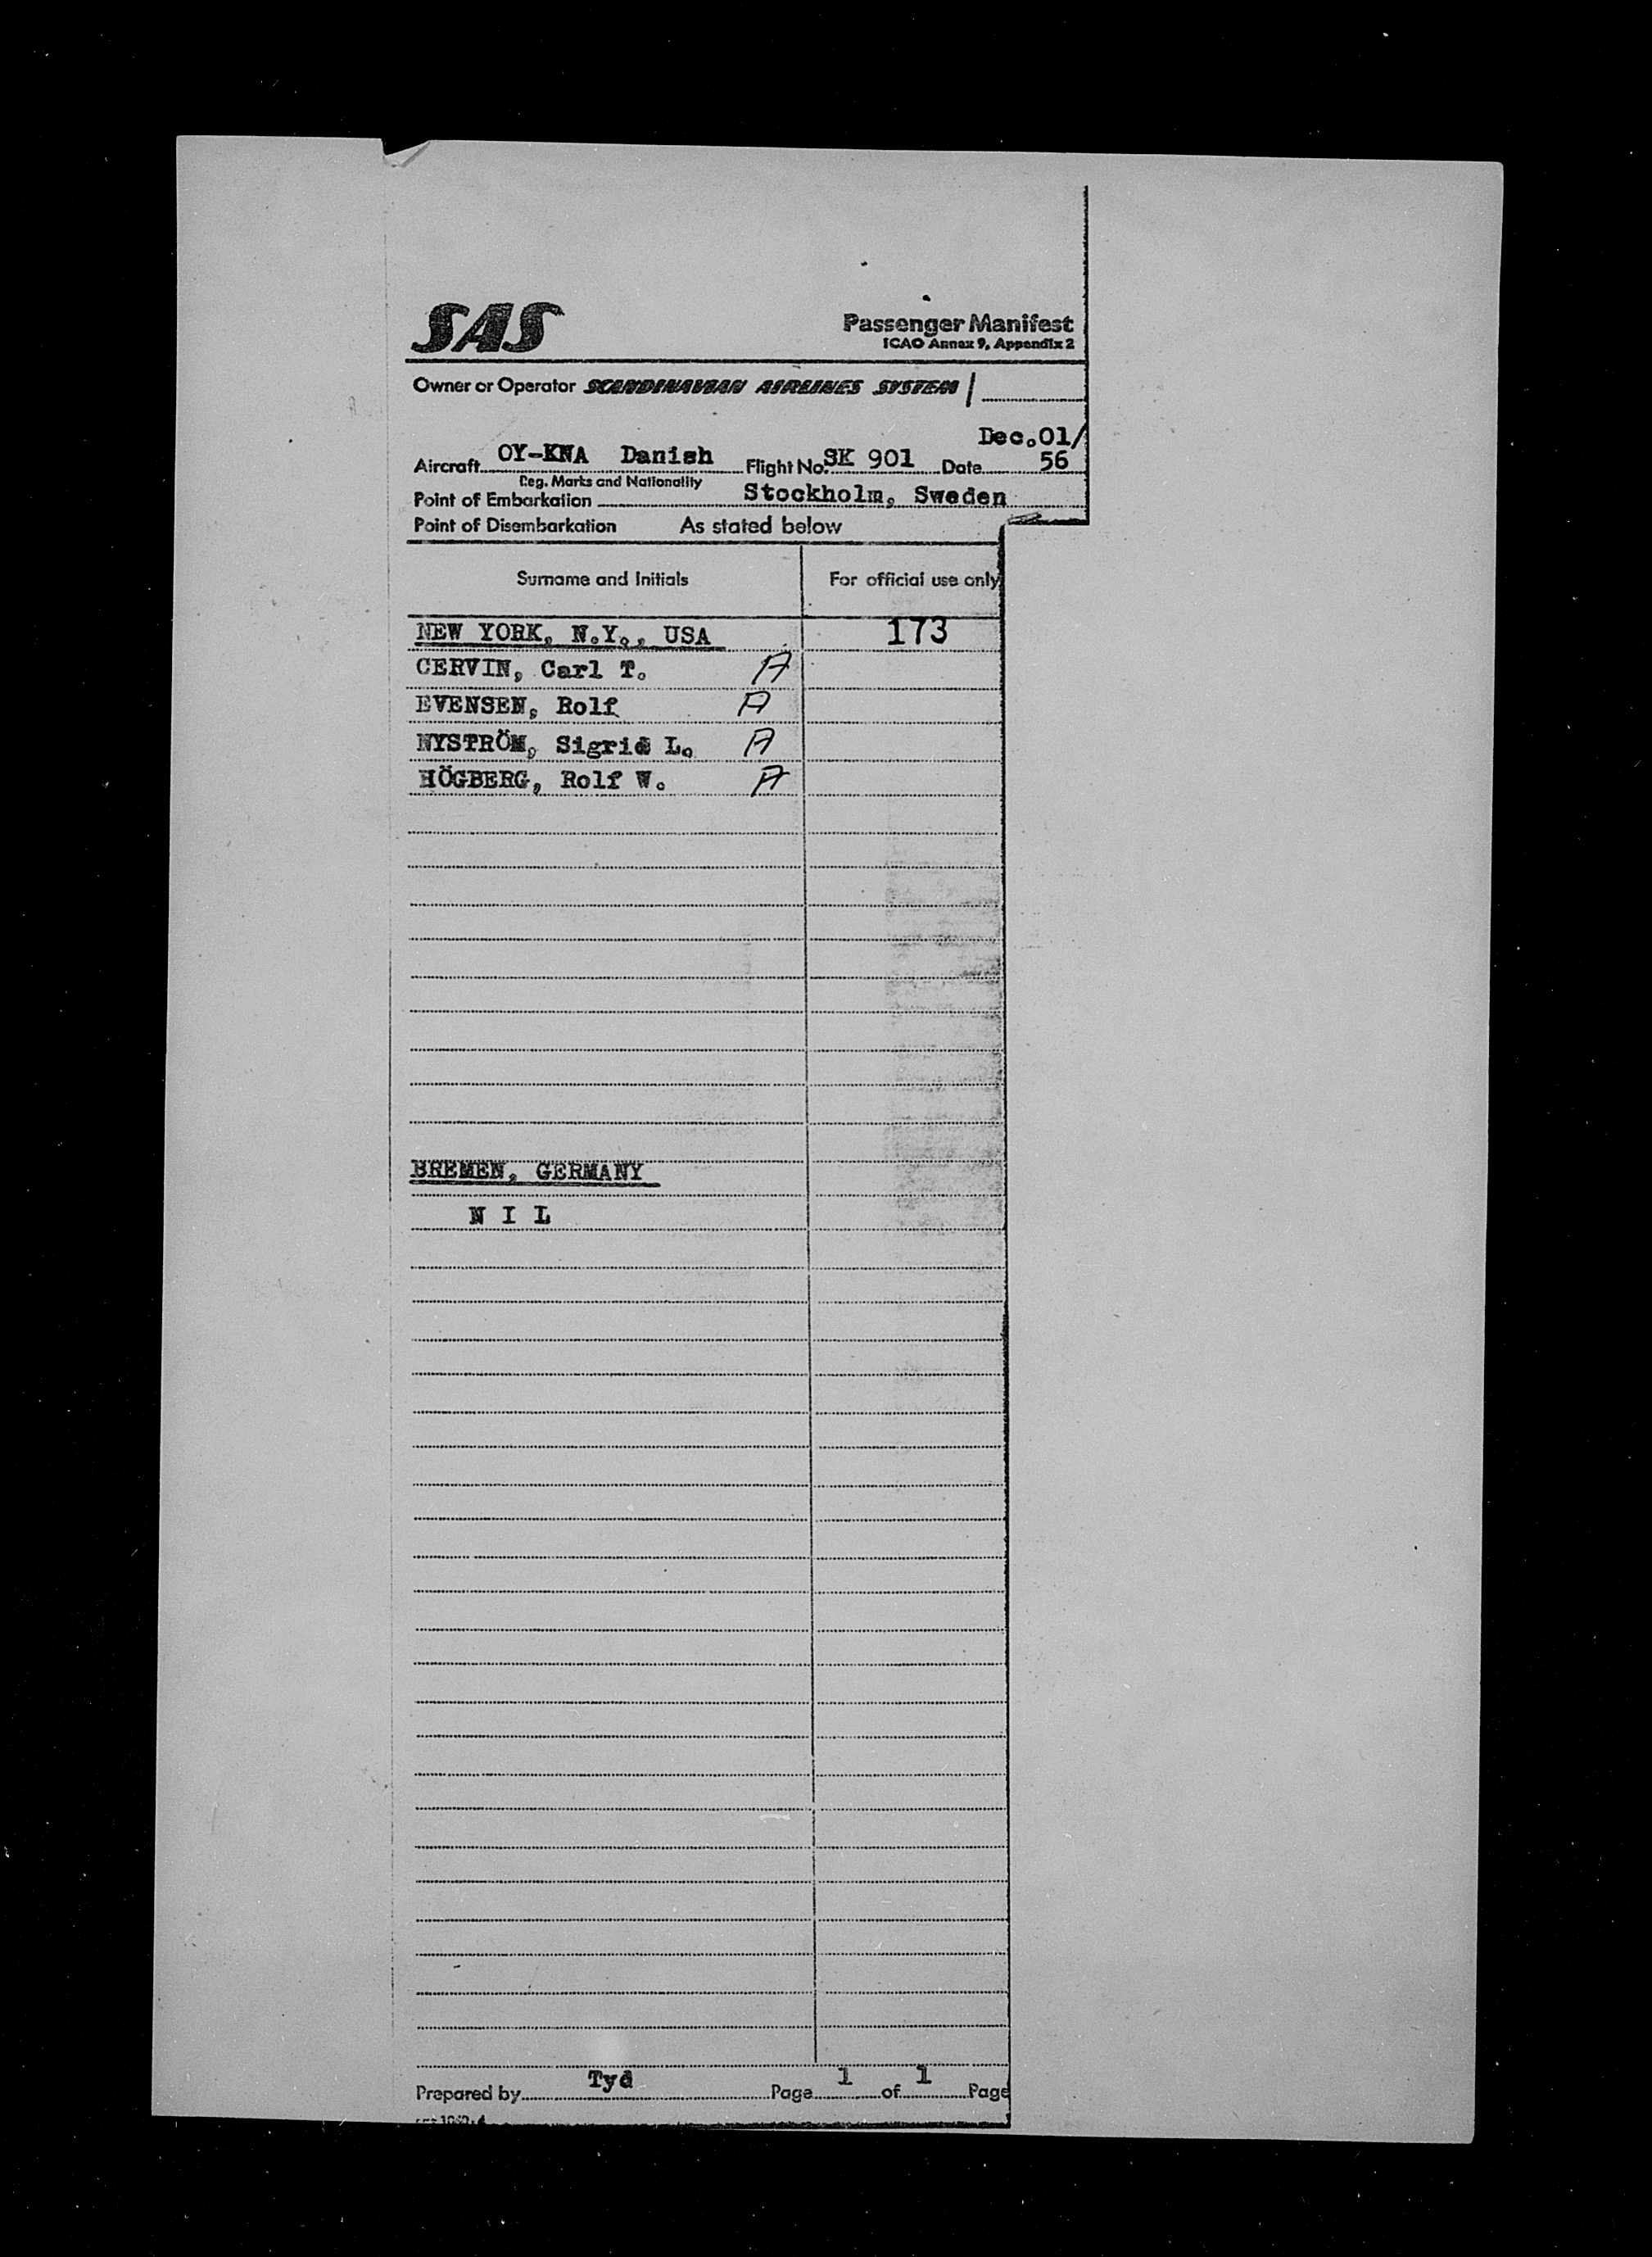 SAS
Passenger Manifest
ICAO Annex 9, Appendix 2
Owner or Operator SCANDINAVIAN AIRLINES SYSTEM /
Dec.01/
Aircraft OY-KNA Danish Flight No. SK 901 Date 56
Reg. Marks and Nationality
Point of Embarkation Stockholm, Sweden
Point of Disembarkation As stated below
Surname and Initials For official use only
NEW YORK, N.Y., USA 173
CERVIN, Carl T. A
EVENSEN, Rolf A
NYSTRÖM, Sigrid L. A
HÖGBERG, Rolf W. A
BREMEN, GERMANY
N I L
Prepared by Tyd Page 1 of 1 Page